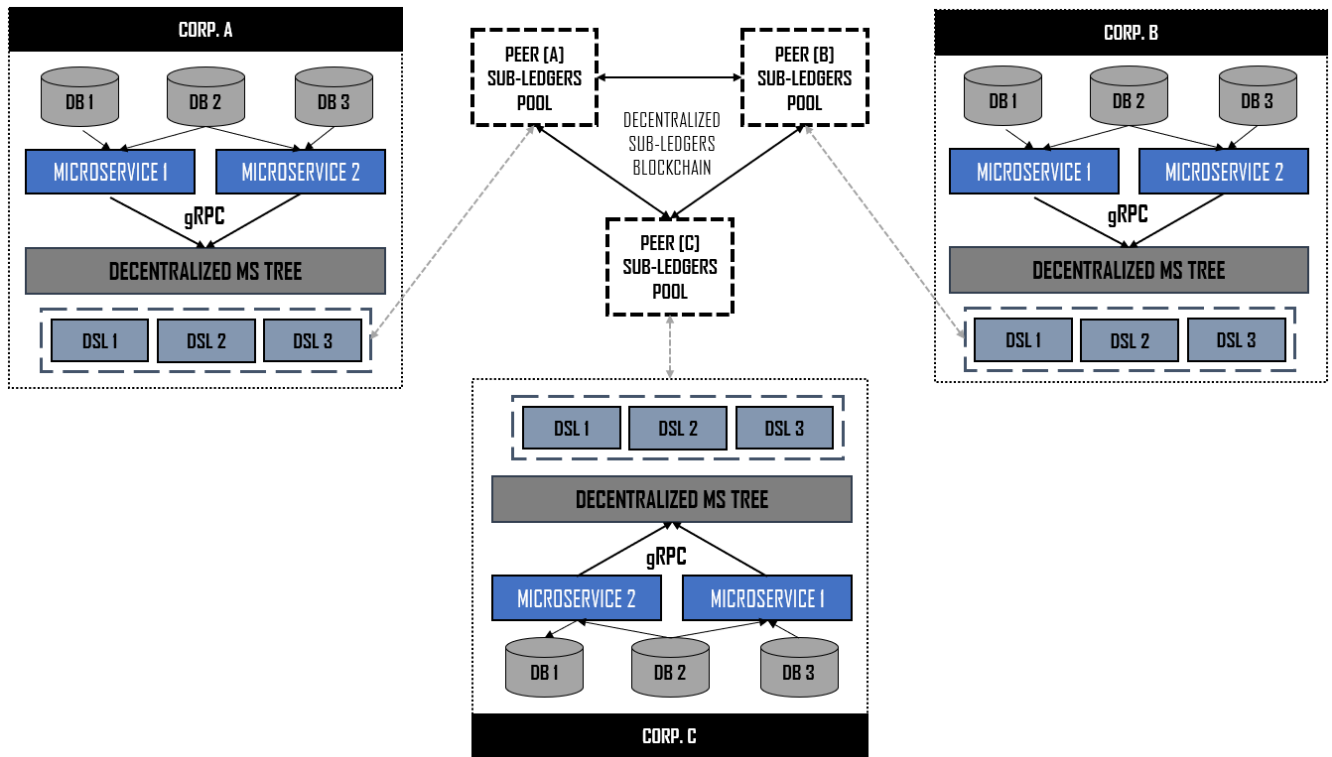 CORP. A
DB 1
DB 2
DB 3
MICROSERVICE 1
MICROSERVICE 2
gRPC
DECENTRALIZED MS TREE
DSL 1
DSL 2
DSL 3
PEER [A]
SUB-LEDGERS
POOL
PEER [B]
SUB-LEDGERS
POOL
DECENTRALIZED
SUB-LEDGERS
BLOCKCHAIN
PEER [C]
SUB-LEDGERS
POOL
CORP. B
DB 1
DB 2
DB 3
MICROSERVICE 1
MICROSERVICE 2
gRPC
DECENTRALIZED MS TREE
DSL 1
DSL 2
DSL 3
DSL 1
DSL 2
DSL 3
DECENTRALIZED MS TREE
gRPC
MICROSERVICE 2
MICROSERVICE 1
DB 1
DB 2
DB 3
CORP. C